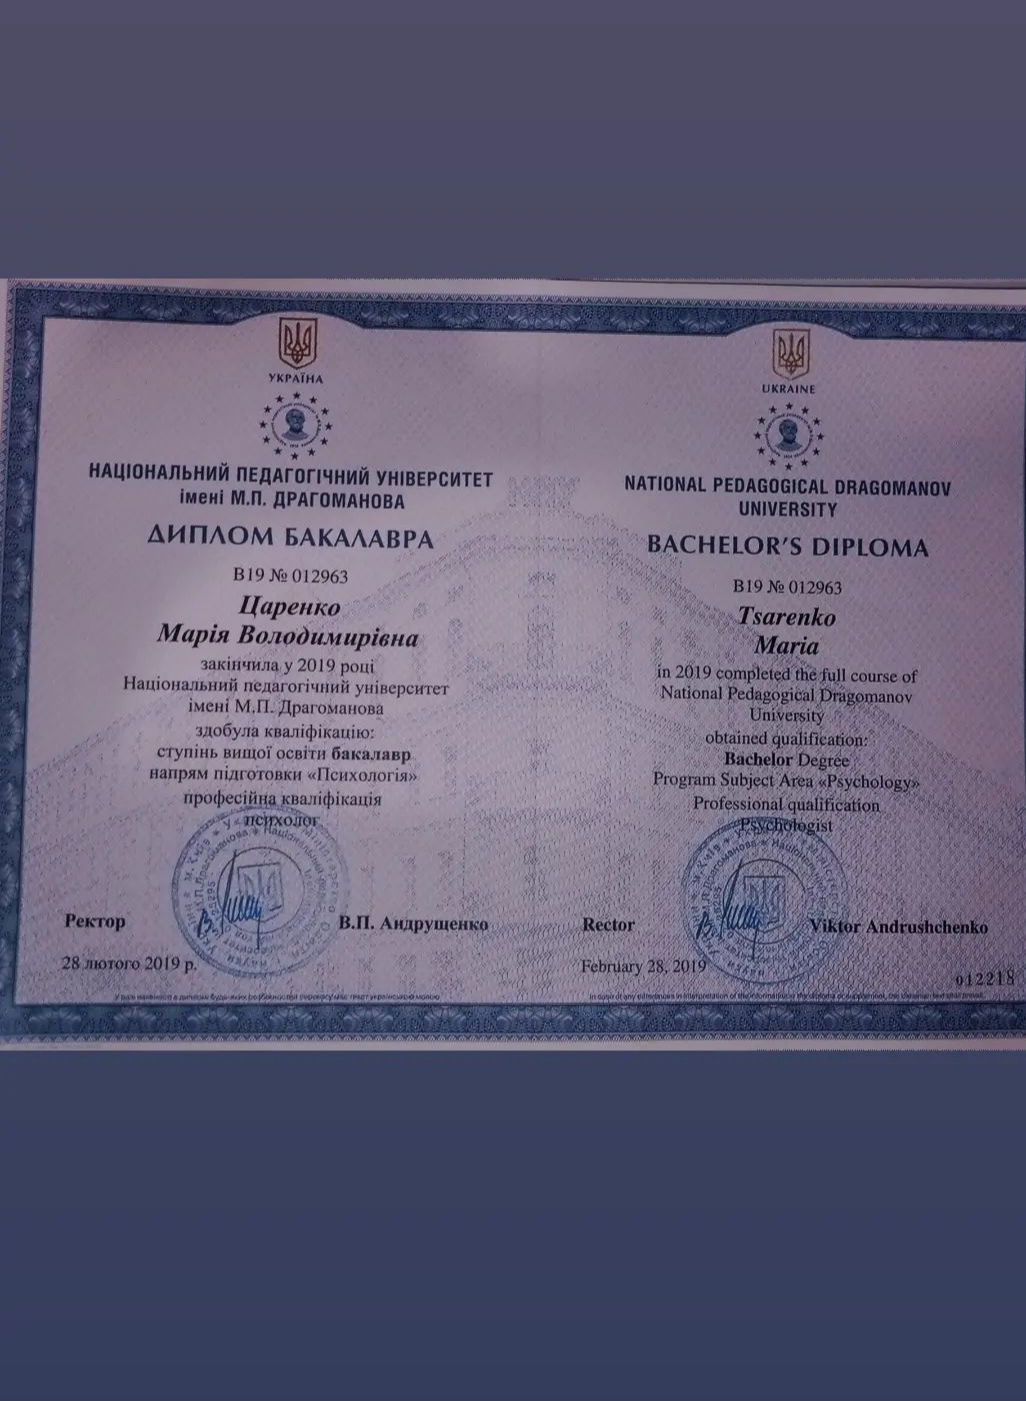 УКРАЇНА
НАЦІОНАЛЬНИЙ ПЕДАГОГІЧНИЙ УНІВЕРСИТЕТ
імені М.П. ДРАГОМАНОВА
ДИПЛОМ БАКАЛАВРА
В19 № 012963
Царенко
Марія Володимирівна
закінчила у 2019 році
Національний педагогічний університет
імені М.П. Драгоманова
здобула кваліфікацію:
ступінь вищої освіти бакалавр
напрям підготовки «Психологія»
професійна кваліфікація
психолог
Ректор
В.П. Андрущенко
28 лютого 2019 р.
UKRAINE
NATIONAL PEDAGOGICAL DRAGOMANOV
UNIVERSITY
BACHELOR'S DIPLOMA
B19 № 012963
Tsarenko
Maria
in 2019 completed the full course of
National Pedagogical Dragomanov
University
obtained qualification:
Bachelor Degree
Program Subject Area «Psychology»
Professional qualification
Psychologist
Rector
Viktor Andrushchenko
February 28, 2019
012218